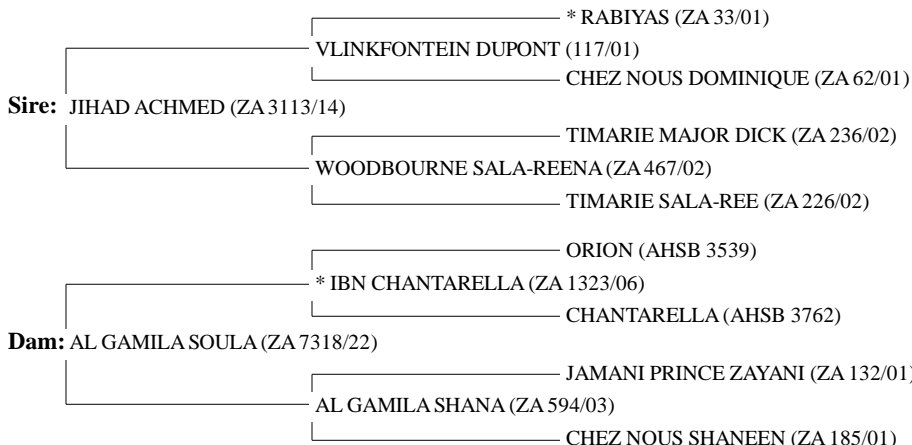 * RABIYAS (ZA 33/01)
VLINKFONTEIN DUPONT (117/01)
CHEZ NOUS DOMINIQUE (ZA 62/01)
Sire: JIHAD ACHMED (ZA 3113/14)
TIMARIE MAJOR DICK (ZA 236/02)
WOODBOURNE SALA-REENA (ZA 467/02)
TIMARIE SALA-REE (ZA 226/02)
ORION (AHSB 3539)
* IBN CHANTARELLA (ZA 1323/06)
CHANTARELLA (AHSB 3762)
Dam: AL GAMILA SOULA (ZA 7318/22)
JAMANI PRINCE ZAYANI (ZA 132/01)
AL GAMILA SHANA (ZA 594/03)
CHEZ NOUS SHANEEN (ZA 185/01)